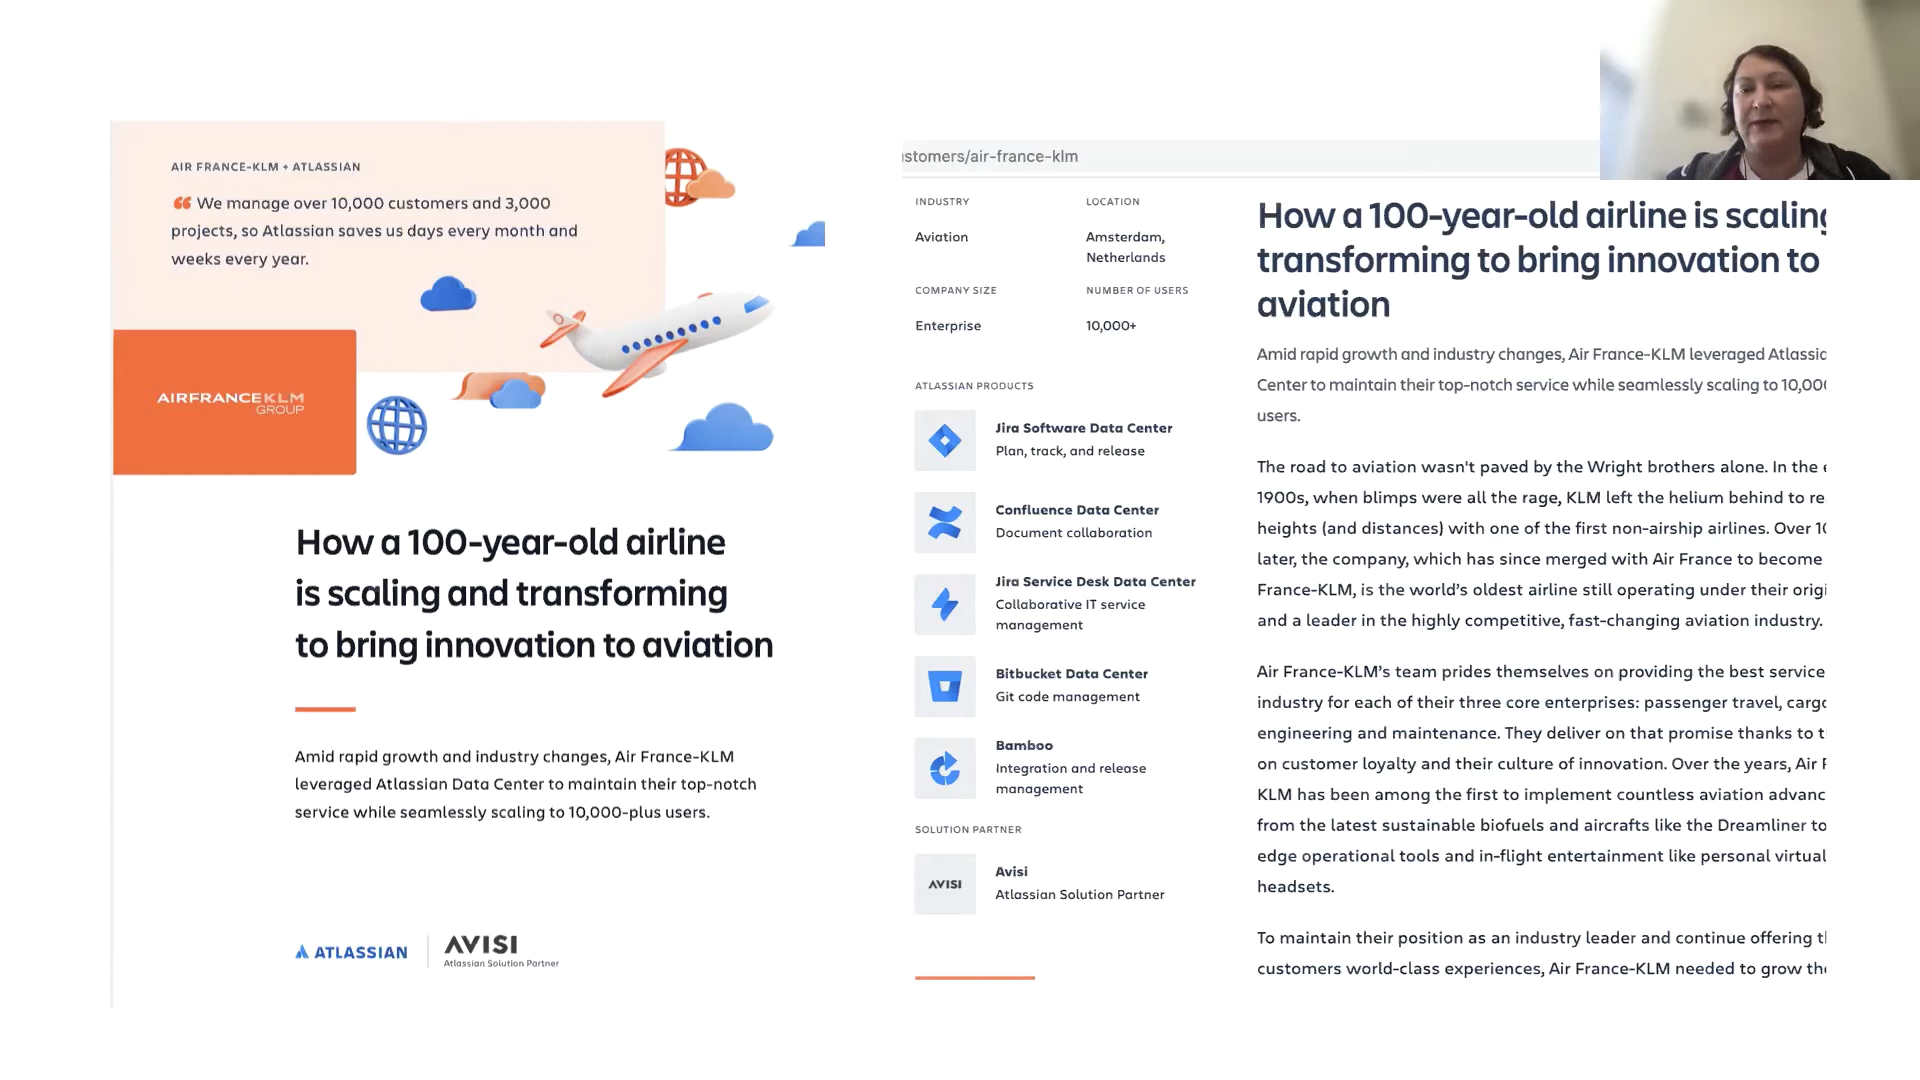 AIR FRANCE-KLM + ATLASSIAN
“ We manage over 10,000 customers and 3,000
projects, so Atlassian saves us days every month and
weeks every year.
AIRFRANCEKLM
GROUP
How a 100-year-old airline
is scaling and transforming
to bring innovation to aviation
Amid rapid growth and industry changes, Air France-KLM
leveraged Atlassian Data Center to maintain their top-notch
service while seamlessly scaling to 10,000-plus users.
ATLASSIAN
AVISI
Atlassian Solution Partner
stomers/air-france-klm
INDUSTRY
Aviation
LOCATION
Amsterdam,
Netherlands
COMPANY SIZE
Enterprise
NUMBER OF USERS
10,000+
ATLASSIAN PRODUCTS
Jira Software Data Center
Plan, track, and release
Confluence Data Center
Document collaboration
Jira Service Desk Data Center
Collaborative IT service
management
Bitbucket Data Center
Git code management
Bamboo
Integration and release
management
SOLUTION PARTNER
AVISI
Avisi
Atlassian Solution Partner
How a 100-year-old airline is scaling
transforming to bring innovation to
aviation
Amid rapid growth and industry changes, Air France-KLM leveraged Atlassia
Center to maintain their top-notch service while seamlessly scaling to 10,000
users.
The road to aviation wasn't paved by the Wright brothers alone. In the e
1900s, when blimps were all the rage, KLM left the helium behind to re
heights (and distances) with one of the first non-airship airlines. Over 10
later, the company, which has since merged with Air France to become
France-KLM, is the world’s oldest airline still operating under their origi
and a leader in the highly competitive, fast-changing aviation industry.
Air France-KLM’s team prides themselves on providing the best service
industry for each of their three core enterprises: passenger travel, cargo
engineering and maintenance. They deliver on that promise thanks to t
on customer loyalty and their culture of innovation. Over the years, Air F
KLM has been among the first to implement countless aviation advanc
from the latest sustainable biofuels and aircrafts like the Dreamliner to
edge operational tools and in-flight entertainment like personal virtual
headsets.
To maintain their position as an industry leader and continue offering th
customers world-class experiences, Air France-KLM needed to grow the